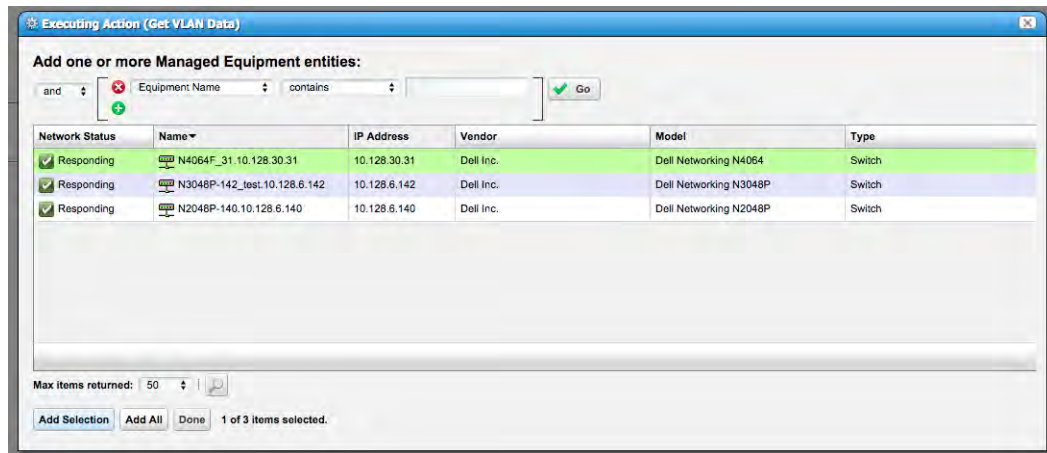 Executing Action (Get VLAN Data)
Add one or more Managed Equipment entities:
and Equipment Name contains Go
Network Status Name IP Address Vendor Model Type
Responding N4064F_31.10.128.30.31 10.128.30.31 Dell Inc. Dell Networking N4064 Switch
Responding N3048P-142_test.10.128.6.142 10.128.6.142 Dell Inc. Dell Networking N3048P Switch
Responding N2048P-140.10.128.6.140 10.128.6.140 Dell Inc. Dell Networking N2048P Switch
Max items returned: 50
Add Selection Add All Done 1 of 3 items selected.